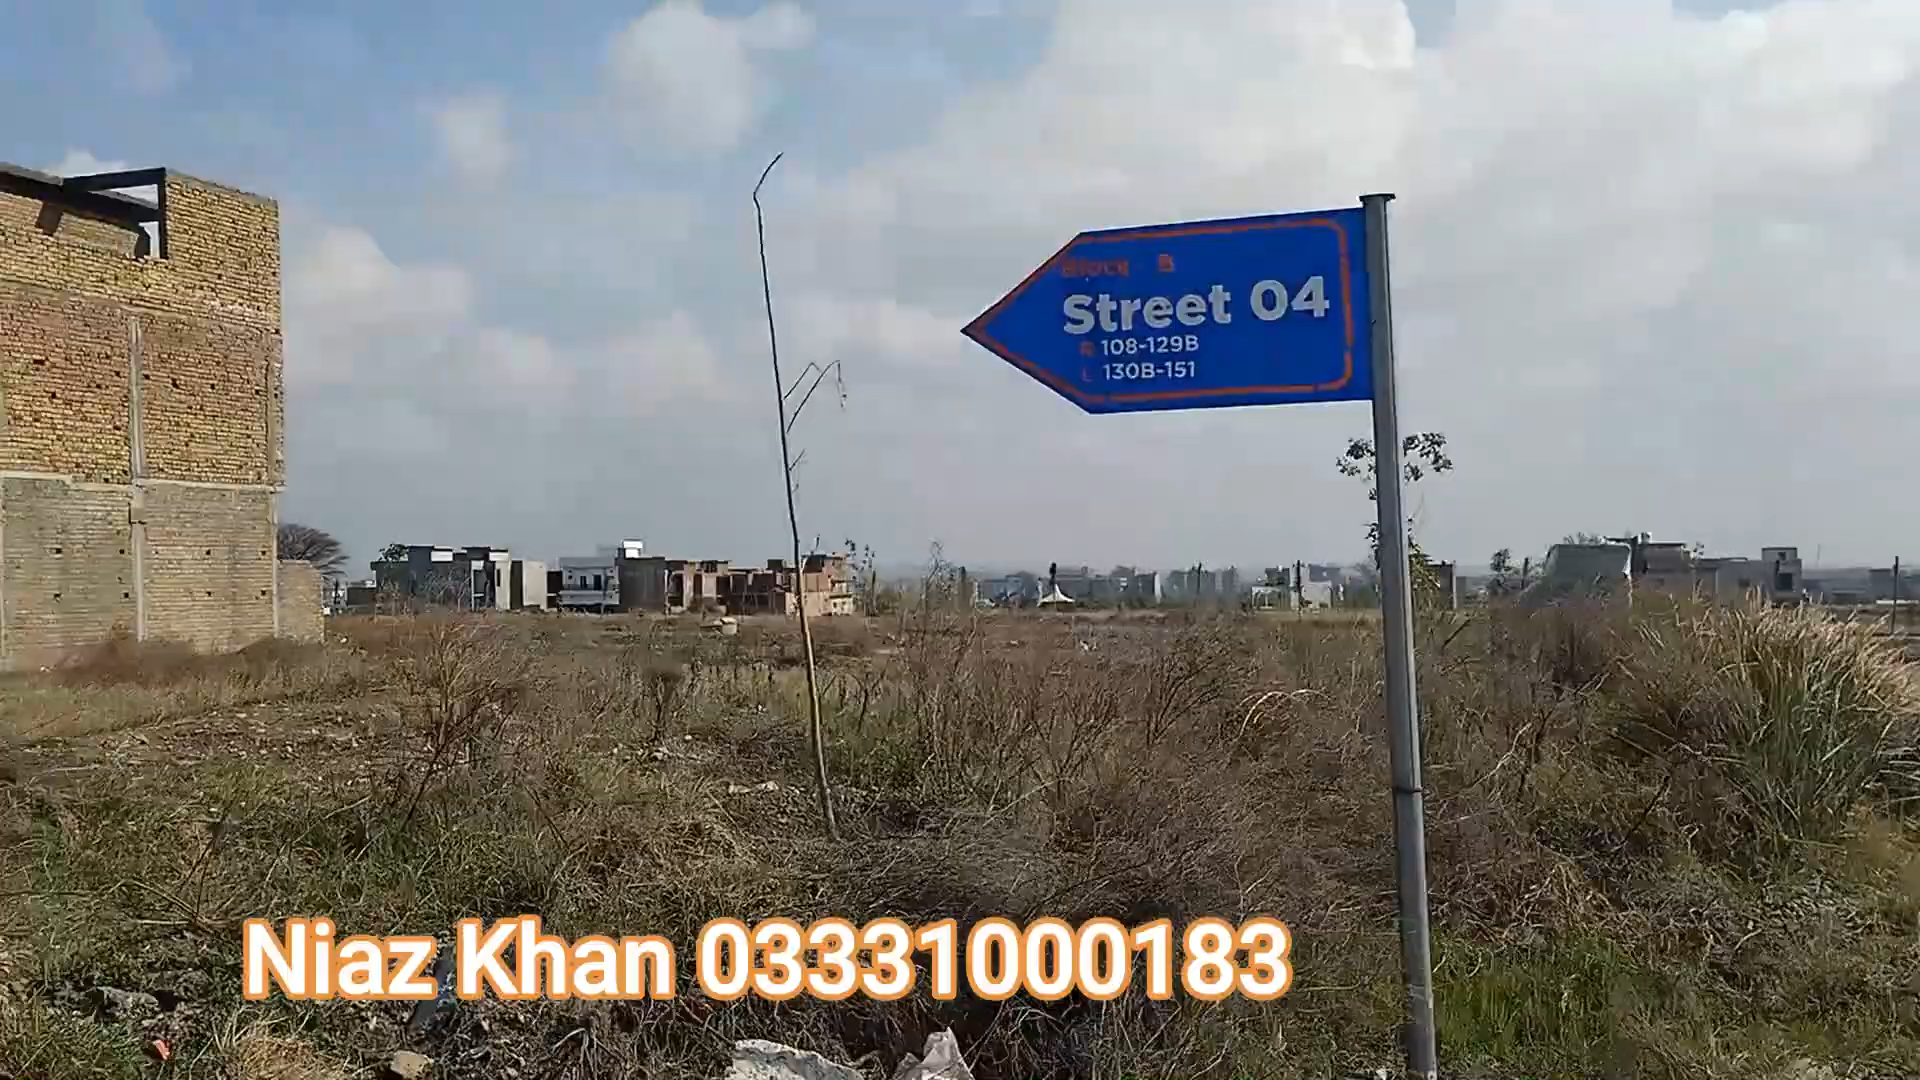 Block - B
Street 04
R 108-129B
L 130B-151
Niaz Khan 03331000183